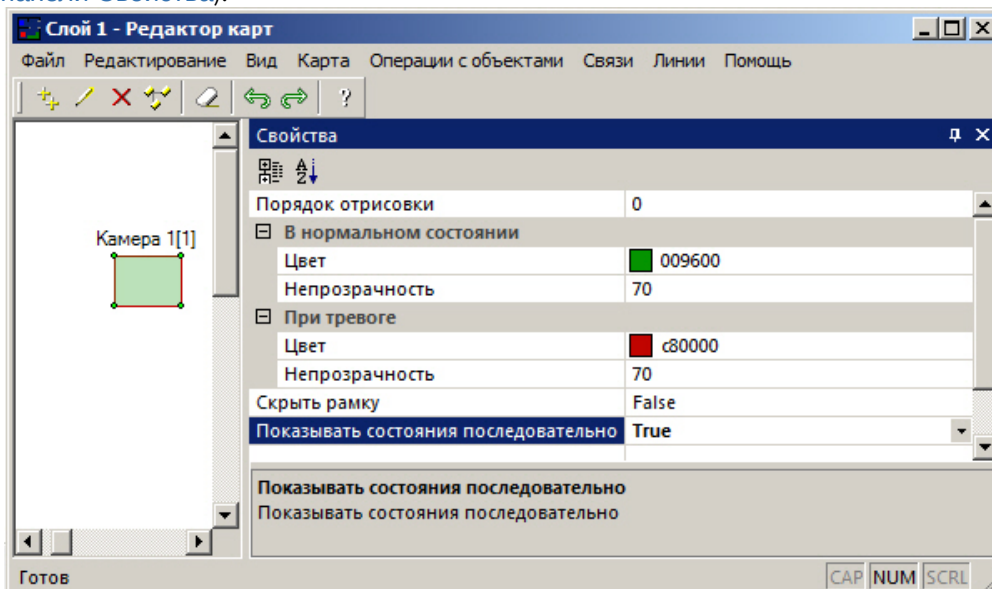 панели Свойства).
Слой 1 - Редактор карт
Файл Редактирование Вид Карта Операции с объектами Связи Линии Помощь
?
Свойства
A
Z
Камера 1[1]
Порядок отрисовки 0
В нормальном состоянии
Цвет 009600
Непрозрачность 70
При тревоге
Цвет c80000
Непрозрачность 70
Скрыть рамку False
Показывать состояния последовательно True
Показывать состояния последовательно
Показывать состояния последовательно
Готов CAP NUM SCRL